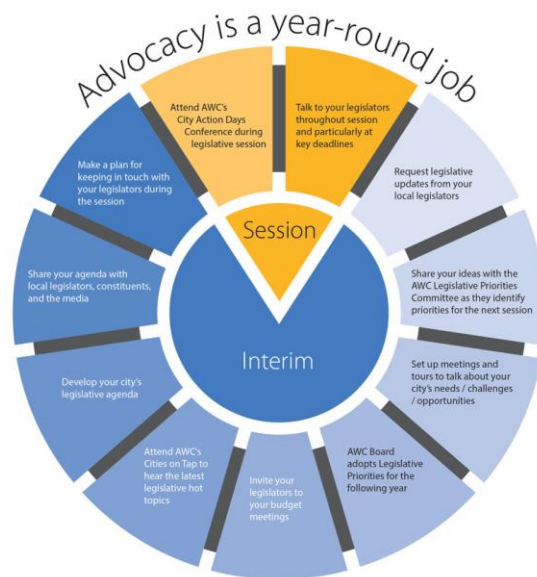 Advocacy is a year-round job
Attend AWC's
City Action Days
Conference during
legislative session
Talk to your legislators
throughout session
and particularly at
key deadlines
Request legislative
updates from your
local legislators
Share your ideas with the
AWC Legislative Priorities
Committee as they identify
priorities for the next session
Set up meetings and
tours to talk about your
city's needs / challenges
/ opportunities
AWC Board
adopts Legislative
Priorities for the
following year
Invite your
legislators to
your budget
meetings
Attend AWC's
Cities on Tap to
hear the latest
legislative hot
topics
Develop your city's
legislative agenda
Share your agenda with
local legislators, constituents,
and the media
Make a plan for
keeping in touch with
your legislators during
the session
Session
Interim